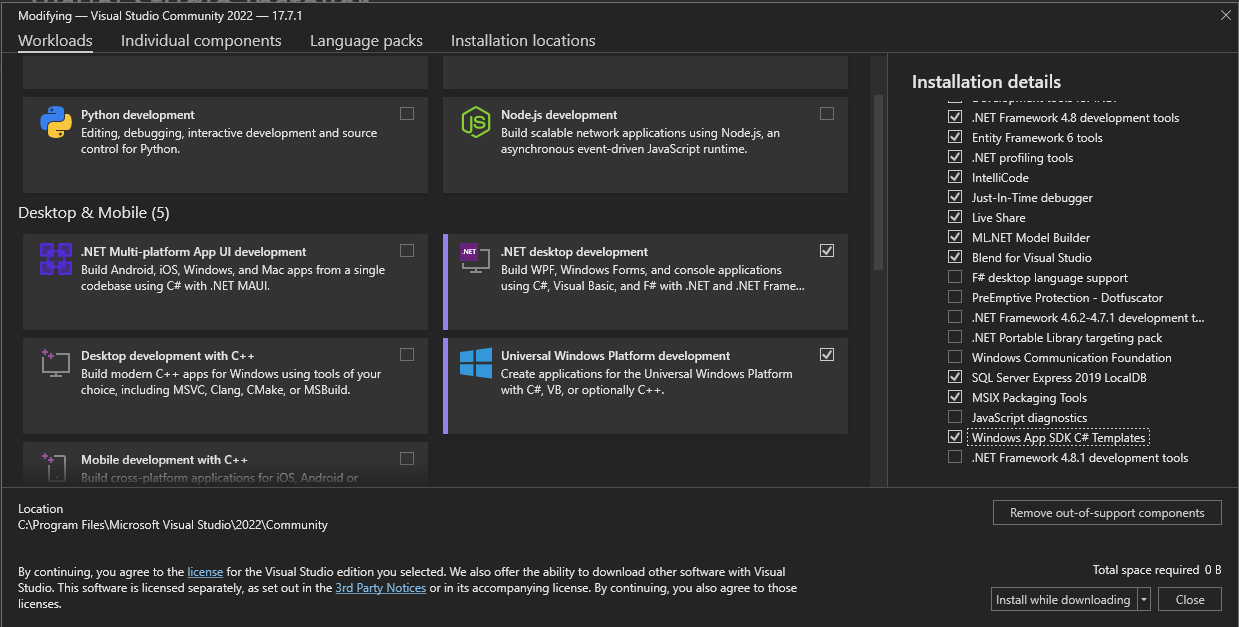 Modifying — Visual Studio Community 2022 — 17.7.1
Workloads
Individual components
Language packs
Installation locations
Python development
Editing, debugging, interactive development and source
control for Python.
Node.js development
Build scalable network applications using Node.js, an
asynchronous event-driven JavaScript runtime.
Desktop & Mobile (5)
.NET Multi-platform App UI development
Build Android, iOS, Windows, and Mac apps from a single
codebase using C# with .NET MAUI.
.NET
.NET desktop development
Build WPF, Windows Forms, and console applications
using C#, Visual Basic, and F# with .NET and .NET Frame...
Desktop development with C++
Build modern C++ apps for Windows using tools of your
choice, including MSVC, Clang, CMake, or MSBuild.
Universal Windows Platform development
Create applications for the Universal Windows Platform
with C#, VB, or optionally C++.
Mobile development with C++
Build cross-platform applications for iOS, Android or
Installation details
.NET Framework 4.8 development tools
Entity Framework 6 tools
.NET profiling tools
IntelliCode
Just-In-Time debugger
Live Share
ML.NET Model Builder
Blend for Visual Studio
F# desktop language support
PreEmptive Protection - Dotfuscator
.NET Framework 4.6.2-4.7.1 development t...
.NET Portable Library targeting pack
Windows Communication Foundation
SQL Server Express 2019 LocalDB
MSIX Packaging Tools
JavaScript diagnostics
Windows App SDK C# Templates
.NET Framework 4.8.1 development tools
Location
C:\Program Files\Microsoft Visual Studio\2022\Community
Remove out-of-support components
By continuing, you agree to the license for the Visual Studio edition you selected. We also offer the ability to download other software with Visual
Studio. This software is licensed separately, as set out in the 3rd Party Notices or in its accompanying license. By continuing, you also agree to those
licenses.
Total space required 0 B
Install while downloading
Close